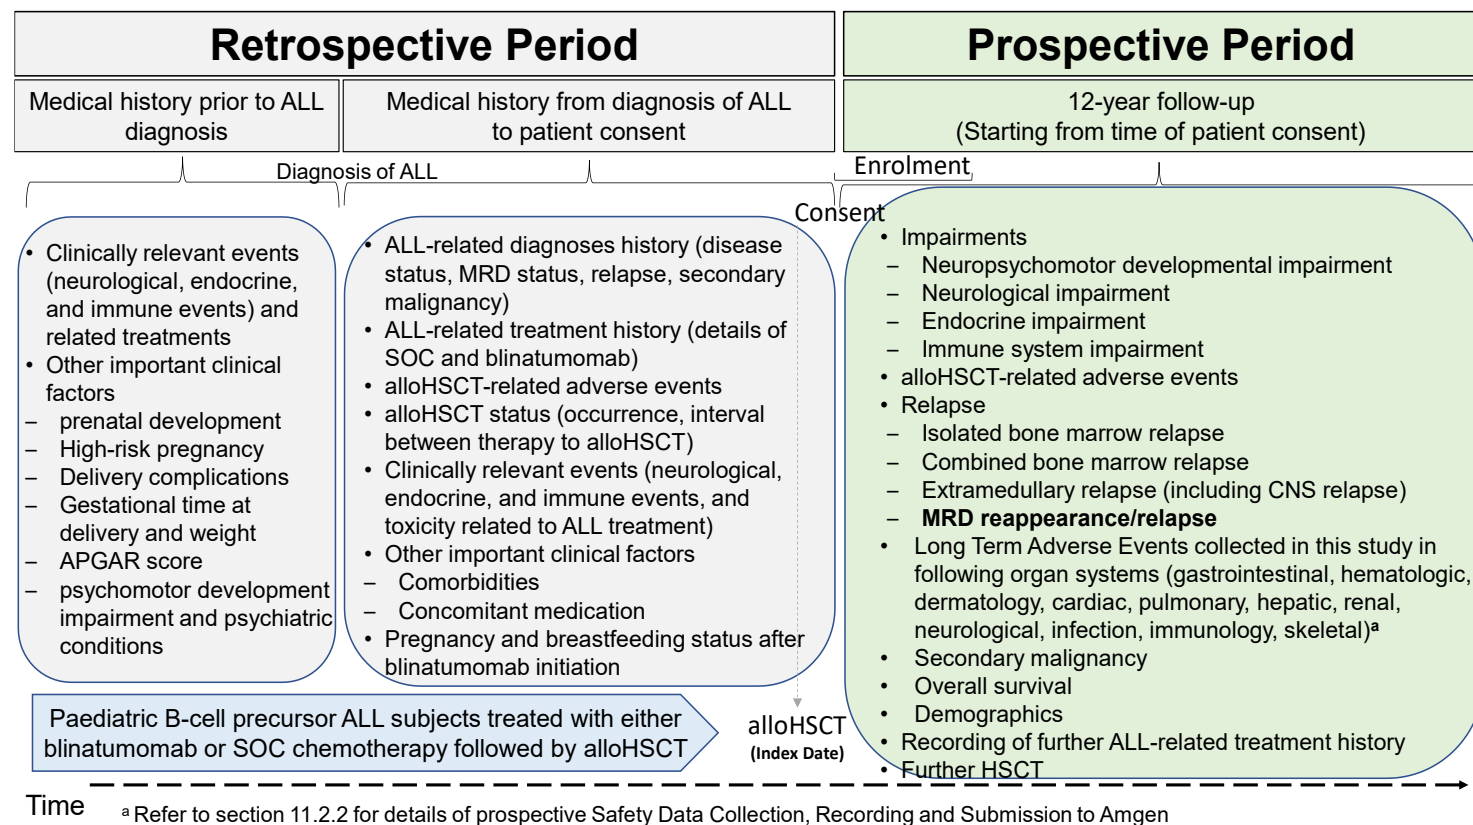 Retrospective Period
Prospective Period
Medical history prior to ALL
diagnosis
Medical history from diagnosis of ALL
to patient consent
12-year follow-up
(Starting from time of patient consent)
Diagnosis of ALL
Enrolment
Consent
• Clinically relevant events
(neurological, endocrine,
and immune events) and
related treatments
• Other important clinical
factors
– prenatal development
– High-risk pregnancy
– Delivery complications
– Gestational time at
delivery and weight
– APGAR score
– psychomotor development
impairment and psychiatric
conditions
• ALL-related diagnoses history (disease
status, MRD status, relapse, secondary
malignancy)
• ALL-related treatment history (details of
SOC and blinatumomab)
• alloHSCT-related adverse events
• alloHSCT status (occurrence, interval
between therapy to alloHSCT)
• Clinically relevant events (neurological,
endocrine, and immune events, and
toxicity related to ALL treatment)
• Other important clinical factors
– Comorbidities
– Concomitant medication
• Pregnancy and breastfeeding status after
blinatumomab initiation
• Impairments
– Neuropsychomotor developmental impairment
– Neurological impairment
– Endocrine impairment
– Immune system impairment
• alloHSCT-related adverse events
• Relapse
– Isolated bone marrow relapse
– Combined bone marrow relapse
– Extramedullary relapse (including CNS relapse)
– MRD reappearance/relapse
• Long Term Adverse Events collected in this study in
following organ systems (gastrointestinal, hematologic,
dermatology, cardiac, pulmonary, hepatic, renal,
neurological, infection, immunology, skeletal)ª
• Secondary malignancy
• Overall survival
• Demographics
• Recording of further ALL-related treatment history
• Further HSCT
Paediatric B-cell precursor ALL subjects treated with either
blinatumomab or SOC chemotherapy followed by alloHSCT
alloHSCT
(Index Date)
Time
ª Refer to section 11.2.2 for details of prospective Safety Data Collection, Recording and Submission to Amgen